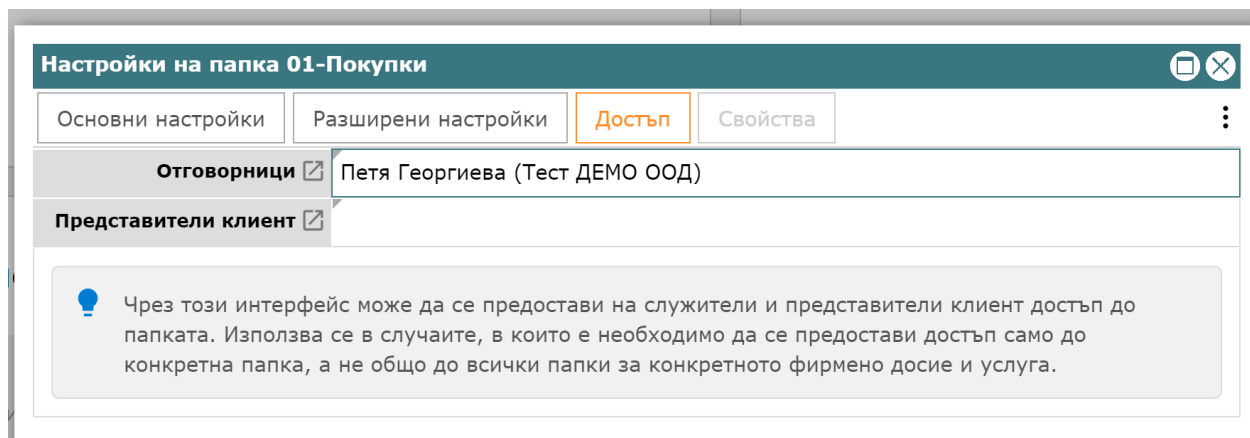 Настройки на папка 01-Покупки
Основни настройки Разширени настройки Достъп Свойства
Отговорници Петя Георгиева (Тест ДЕМО ООД)
Представители клиент
Чрез този интерфейс може да се предостави на служители и представители клиент достъп до
папката. Използва се в случаите, в които е необходимо да се предостави достъп само до
конкретна папка, а не общо до всички папки за конкретното фирмено досие и услуга.